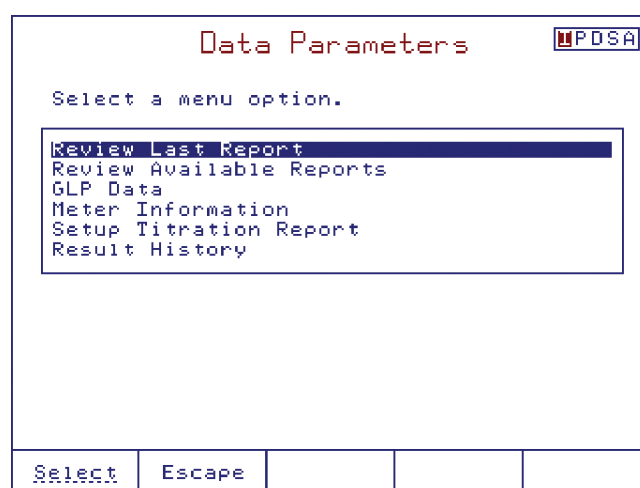 Data Parameters
UPDSA
Select a menu option.
Review Last Report
Review Available Reports
GLP Data
Meter Information
Setup Titration Report
Result History
Select Escape